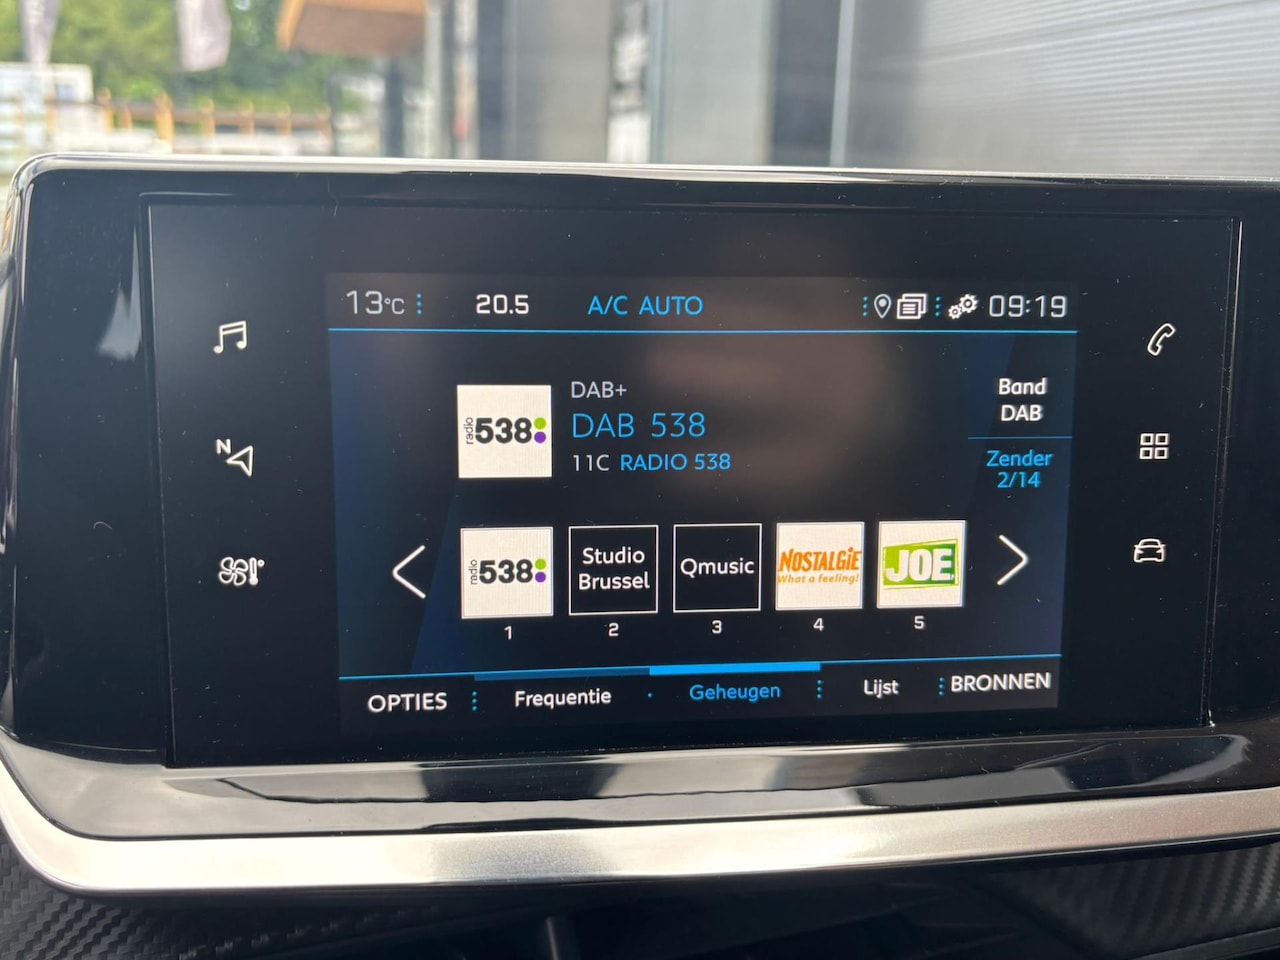 13°C 20.5 A/C AUTO 09:19
DAB+
radio 538
DAB 538
11C RADIO 538
Band
DAB
Zender
2/14
N
radio 538
Studio
Brussel
Qmusic
NOSTALGiE
What a feeling!
JOE
1 2 3 4 5
OPTIES Frequentie Geheugen Lijst BRONNEN